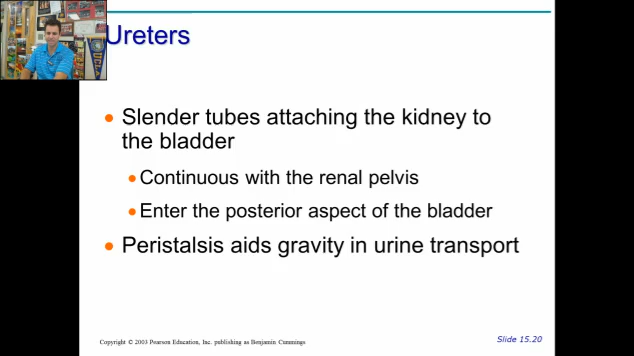 Ureters
Slender tubes attaching the kidney to
the bladder
Continuous with the renal pelvis
Enter the posterior aspect of the bladder
Peristalsis aids gravity in urine transport
Copyright © 2003 Pearson Education, Inc. publishing as Benjamin Cummings
Slide 15.20
UCLA